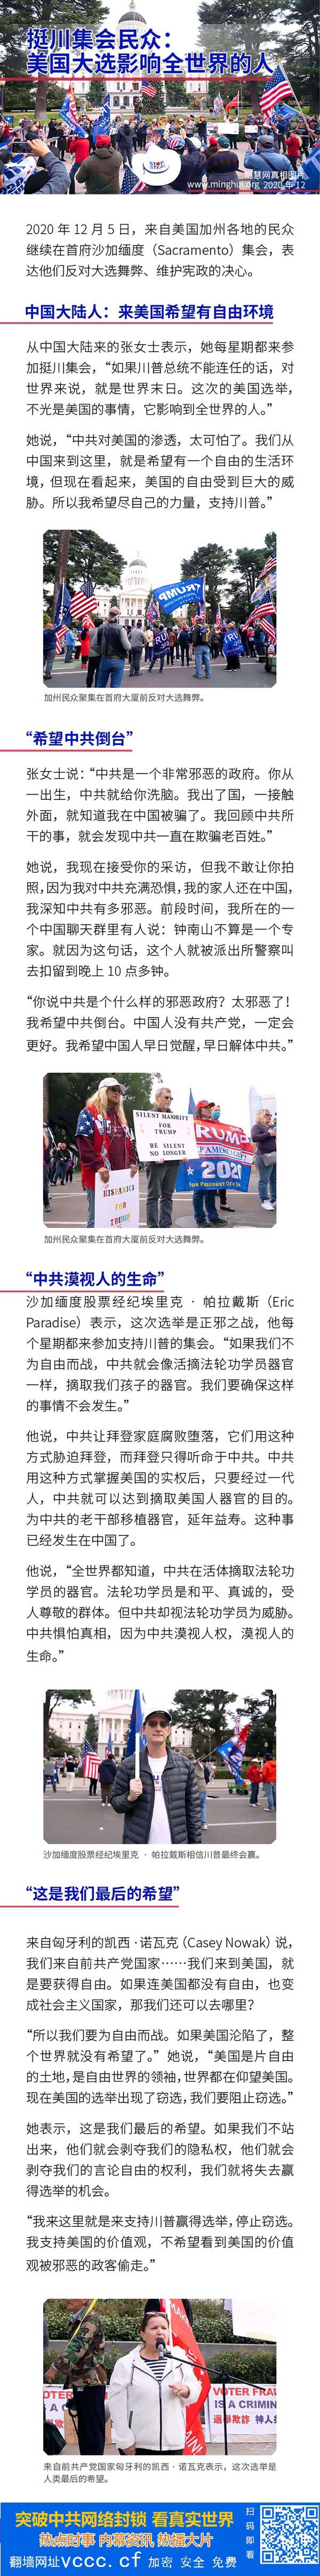 挺川集会民众：
美国大选影响全世界的人
STOP THE STEAL
明慧网真相图片
www.minghui.org 2020年12
2020 年 12 月 5 日，来自美国加州各地的民众
继续在首府沙加缅度（Sacramento）集会，表
达他们反对大选舞弊、维护宪政的决心。
中国大陆人：来美国希望有自由环境
从中国大陆来的张女士表示，她每星期都来参
加挺川集会，“如果川普总统不能连任的话，对
世界来说，就是世界末日。这次的美国选举，
不光是美国的事情，它影响到全世界的人。”
她说，“中共对美国的渗透，太可怕了。我们从
中国来到这里，就是希望有一个自由的生活环
境，但现在看起来，美国的自由受到巨大的威
胁。所以我希望尽自己的力量，支持川普。”
TRUMP
加州民众聚集在首府大厦前反对大选舞弊。
“希望中共倒台”
张女士说：“中共是一个非常邪恶的政府。你从
一出生，中共就给你洗脑。我出了国，一接触
外面，就知道我在中国被骗了。我回顾中共所
干的事，就会发现中共一直在欺骗老百姓。”
她说，我现在接受你的采访，但我不敢让你拍
照，因为我对中共充满恐惧，我的家人还在中国，
我深知中共有多邪恶。前段时间，我所在的一
个中国聊天群里有人说：钟南山不算是一个专
家。就因为这句话，这个人就被派出所警察叫
去扣留到晚上 10 点多钟。
“你说中共是个什么样的邪恶政府？太邪恶了！
我希望中共倒台。中国人没有共产党，一定会
更好。我希望中国人早日觉醒，早日解体中共。”
SILENT MAJORITY
FOR
TRUMP
BE SILENT
NO LONGER
HISPANICS
FOR
TRUMP
TRUMP
2020
FOR PRESIDENT
加州民众聚集在首府大厦前反对大选舞弊。
“中共漠视人的生命”
沙加缅度股票经纪埃里克 · 帕拉戴斯（Eric
Paradise）表示，这次选举是正邪之战，他每
个星期都来参加支持川普的集会。“如果我们不
为自由而战，中共就会像活摘法轮功学员器官
一样，摘取我们孩子的器官。我们要确保这样
的事情不会发生。”
他说，中共让拜登家庭腐败堕落，它们用这种
方式胁迫拜登，而拜登只得听命于中共。中共
用这种方式掌握美国的实权后，只要经过一代
人，中共就可以达到摘取美国人器官的目的。
为中共的老干部移植器官，延年益寿。这种事
已经发生在中国了。
他说，“全世界都知道，中共在活体摘取法轮功
学员的器官。法轮功学员是和平、真诚的，受
人尊敬的群体。但中共却视法轮功学员为威胁。
中共惧怕真相，因为中共漠视人权，漠视人的
生命。”
沙加缅度股票经纪埃里克 · 帕拉戴斯相信川普最终会赢。
“这是我们最后的希望”
来自匈牙利的凯西 · 诺瓦克（Casey Nowak）说，
我们来自前共产党国家……我们来到美国，就
是要获得自由。如果连美国都没有自由，也变
成社会主义国家，那我们还可以去哪里？
“所以我们要为自由而战。如果美国沦陷了，整
个世界就没有希望了。”她说，“美国是片自由
的土地，是自由世界的领袖，世界都在仰望美国。
现在美国的选举出现了窃选，我们要阻止窃选。”
她表示，这是我们最后的希望。如果我们不站
出来，他们就会剥夺我们的隐私权，他们就会
剥夺我们的言论自由的权利，我们就将失去赢
得选举的机会。
“我来这里就是来支持川普赢得选举，停止窃选。
我支持美国的价值观，不希望看到美国的价值
观被邪恶的政客偷走。”
VOTER
IS A CRIMIN
VOTER FRAU
IS A CRIMIN
選舉欺詐 神人共
来自前共产党国家匈牙利的凯西 · 诺瓦克表示，这次选举是
人类最后的希望。
突破中共网络封锁 看真实世界
热点时事 内幕资讯 热播大片
翻墙网址vccc.cf 加密 安全 免费
扫码即看